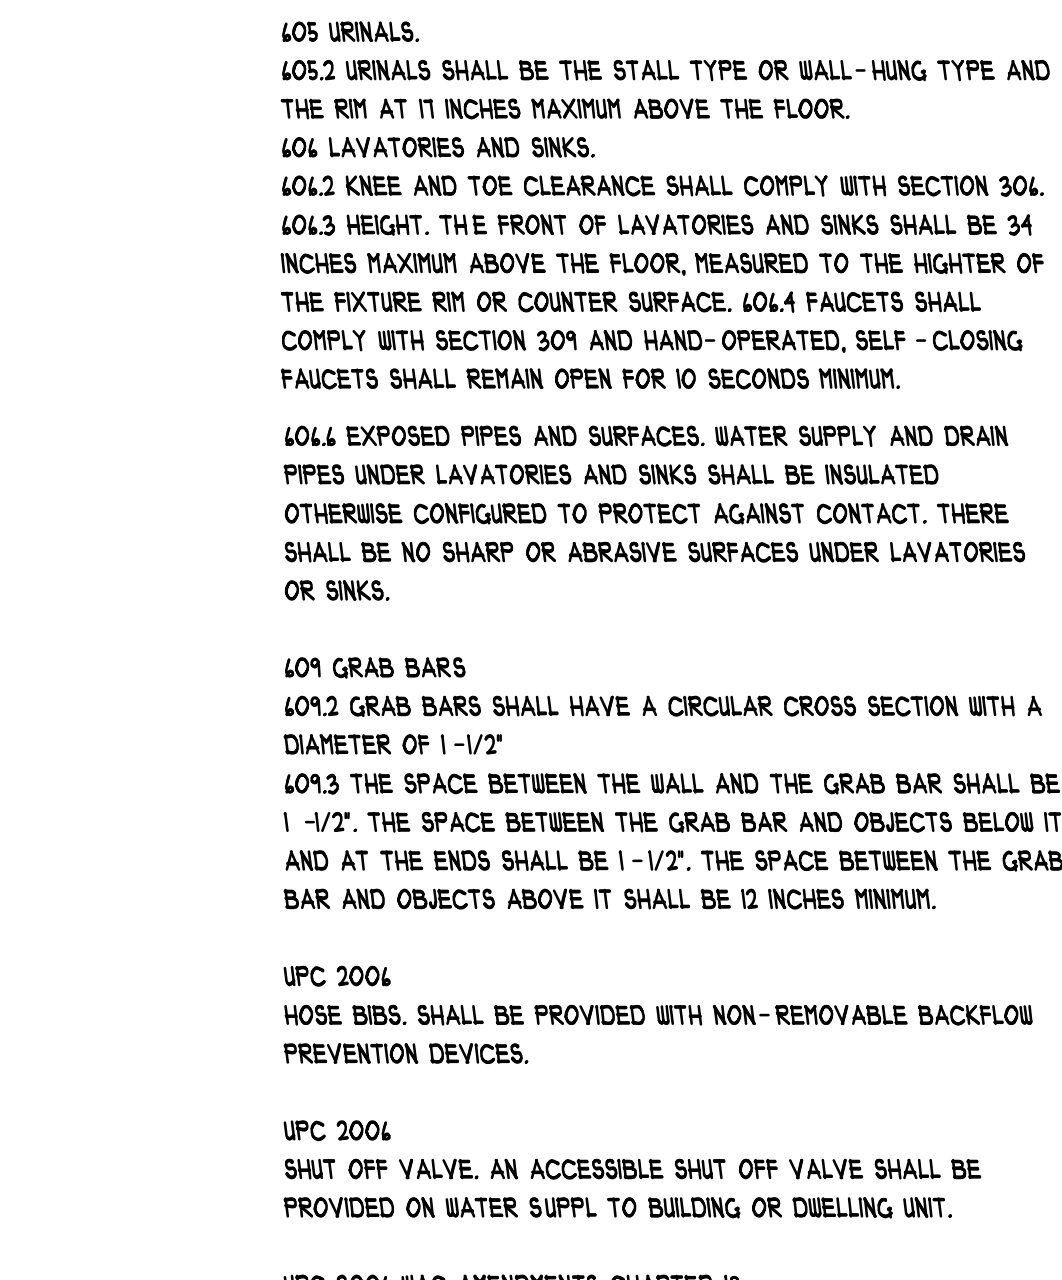 605 URINALS.
605.2 URINALS SHALL BE THE STALL TYPE OR WALL-HUNG TYPE AND
THE RIM AT 17 INCHES MAXIMUM ABOVE THE FLOOR.
606 LAVATORIES AND SINKS.
606.2 KNEE AND TOE CLEARANCE SHALL COMPLY WITH SECTION 306.
606.3 HEIGHT. THE FRONT OF LAVATORIES AND SINKS SHALL BE 34
INCHES MAXIMUM ABOVE THE FLOOR, MEASURED TO THE HIGHTER OF
THE FIXTURE RIM OR COUNTER SURFACE. 606.4 FAUCETS SHALL
COMPLY WITH SECTION 309 AND HAND-OPERATED, SELF -CLOSING
FAUCETS SHALL REMAIN OPEN FOR 10 SECONDS MINIMUM.
606.6 EXPOSED PIPES AND SURFACES. WATER SUPPLY AND DRAIN
PIPES UNDER LAVATORIES AND SINKS SHALL BE INSULATED
OTHERWISE CONFIGURED TO PROTECT AGAINST CONTACT. THERE
SHALL BE NO SHARP OR ABRASIVE SURFACES UNDER LAVATORIES
OR SINKS.
609 GRAB BARS
609.2 GRAB BARS SHALL HAVE A CIRCULAR CROSS SECTION WITH A
DIAMETER OF 1 -1/2"
609.3 THE SPACE BETWEEN THE WALL AND THE GRAB BAR SHALL BE
1 -1/2". THE SPACE BETWEEN THE GRAB BAR AND OBJECTS BELOW IT
AND AT THE ENDS SHALL BE 1 -1/2". THE SPACE BETWEEN THE GRAB
BAR AND OBJECTS ABOVE IT SHALL BE 12 INCHES MINIMUM.
UPC 2006
HOSE BIBS. SHALL BE PROVIDED WITH NON-REMOVABLE BACKFLOW
PREVENTION DEVICES.
UPC 2006
SHUT OFF VALVE. AN ACCESSIBLE SHUT OFF VALVE SHALL BE
PROVIDED ON WATER SUPPL TO BUILDING OR DWELLING UNIT.